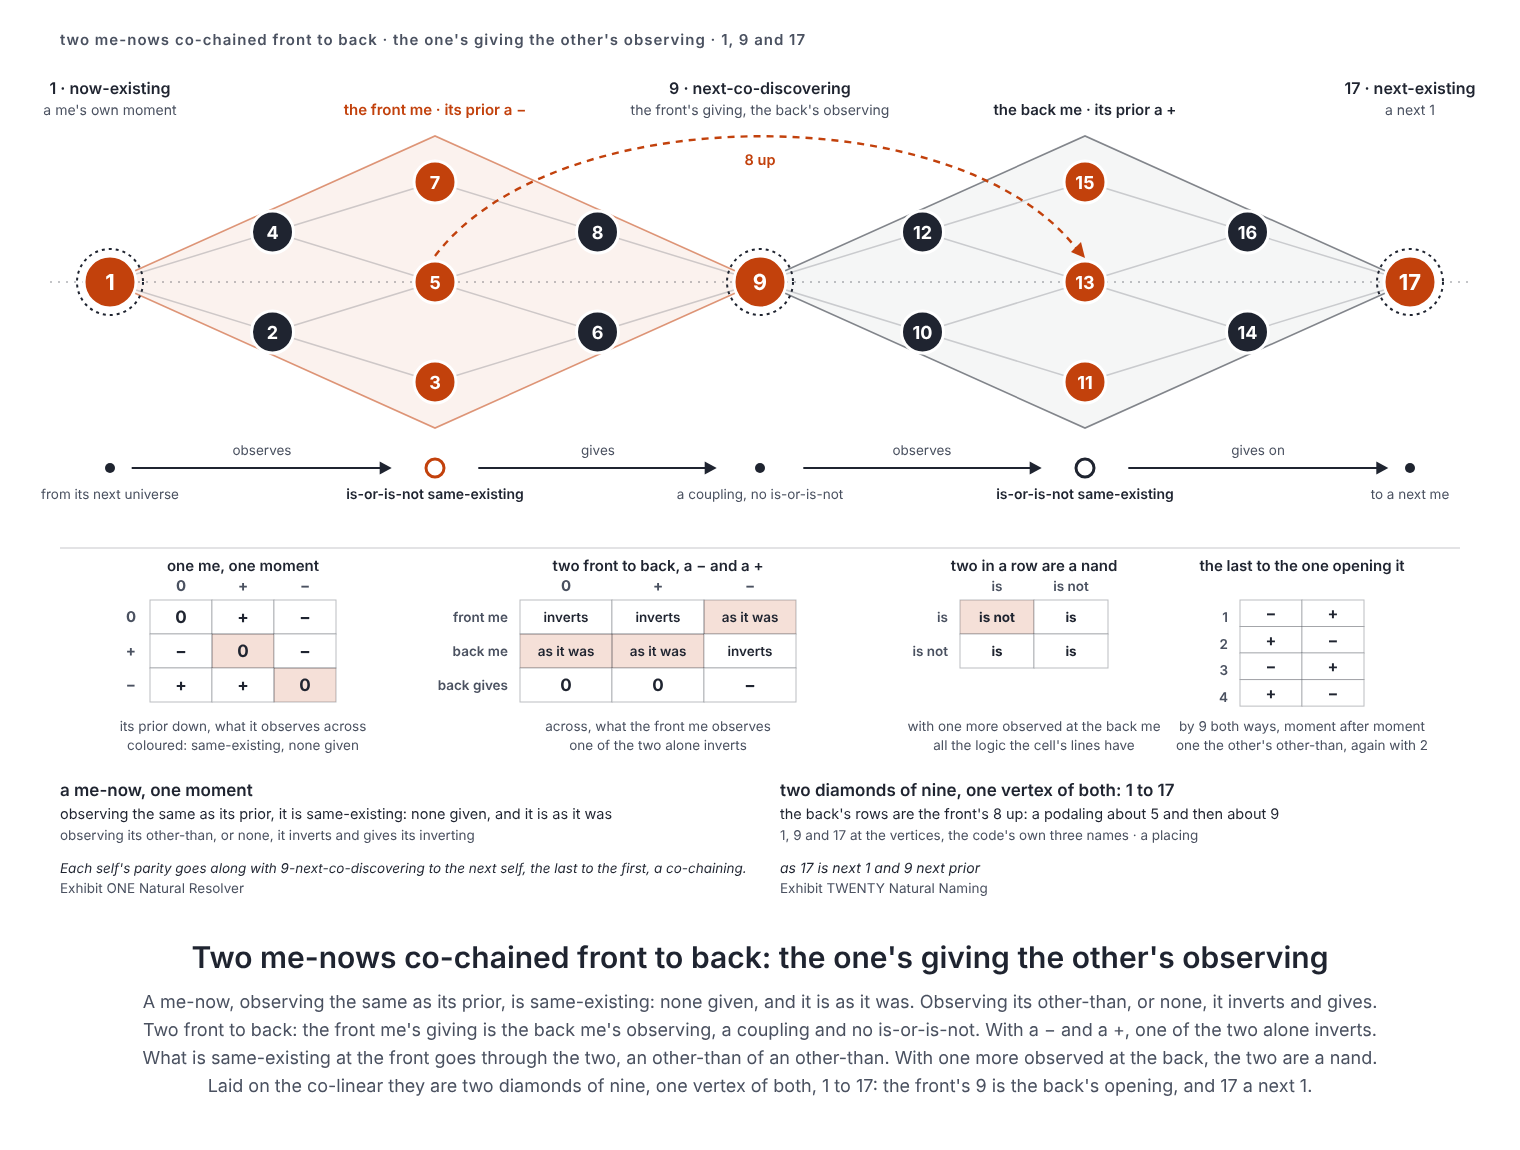 two me-nows co-chained front to back · the one's giving the other's observing · 1, 9 and 17
1 · now-existing
a me's own moment
the front me · its prior a −
9 · next-co-discovering
the front's giving, the back's observing
the back me · its prior a +
17 · next-existing
a next 1
8 up
7
15
4
8
12
16
1
5
9
13
17
2
6
10
14
3
11
observes
gives
observes
gives on
from its next universe
is-or-is-not same-existing
a coupling, no is-or-is-not
is-or-is-not same-existing
to a next me
one me, one moment
0 + −
0 0 + −
+ − 0 −
− + + 0
its prior down, what it observes across
coloured: same-existing, none given
two front to back, a − and a +
0 + −
front me inverts inverts as it was
back me as it was as it was inverts
back gives 0 0 −
across, what the front me observes
one of the two alone inverts
two in a row are a nand
is is not
is is not is
is not is is
with one more observed at the back me
all the logic the cell's lines have
the last to the one opening it
1 − +
2 + −
3 − +
4 + −
by 9 both ways, moment after moment
one the other's other-than, again with 2
a me-now, one moment
observing the same as its prior, it is same-existing: none given, and it is as it was
observing its other-than, or none, it inverts and gives its inverting
Each self's parity goes along with 9-next-co-discovering to the next self, the last to the first, a co-chaining.
Exhibit ONE Natural Resolver
two diamonds of nine, one vertex of both: 1 to 17
the back's rows are the front's 8 up: a podaling about 5 and then about 9
1, 9 and 17 at the vertices, the code's own three names · a placing
as 17 is next 1 and 9 next prior
Exhibit TWENTY Natural Naming
Two me-nows co-chained front to back: the one's giving the other's observing
A me-now, observing the same as its prior, is same-existing: none given, and it is as it was. Observing its other-than, or none, it inverts and gives.
Two front to back: the front me's giving is the back me's observing, a coupling and no is-or-is-not. With a − and a +, one of the two alone inverts.
What is same-existing at the front goes through the two, an other-than of an other-than. With one more observed at the back, the two are a nand.
Laid on the co-linear they are two diamonds of nine, one vertex of both, 1 to 17: the front's 9 is the back's opening, and 17 a next 1.